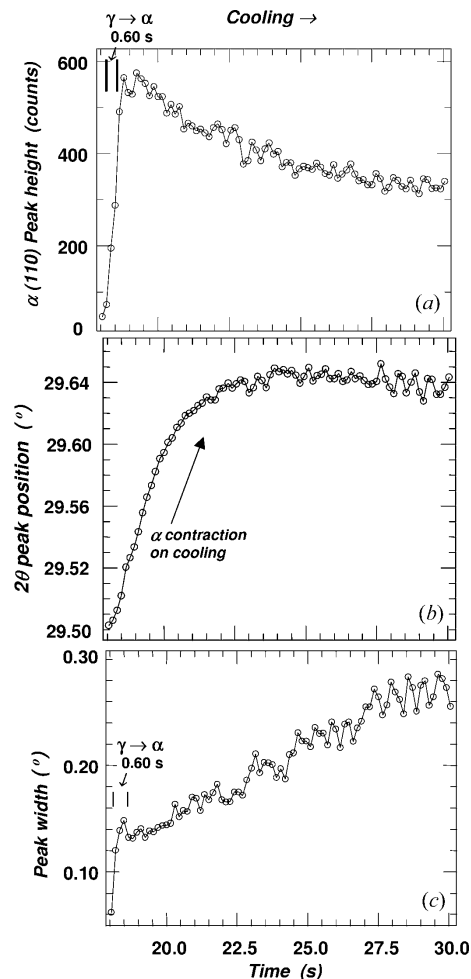 Cooling →
γ → α
0.60 s
600
400
200
0
α (110) Peak height (counts)
(a)
29.64
29.60
29.56
29.52
29.50
2θ peak position (°)
α contraction
on cooling
(b)
0.30
0.20
0.10
Peak width (°)
γ → α
0.60 s
(c)
20.0 22.5 25.0 27.5 30.0
Time (s)